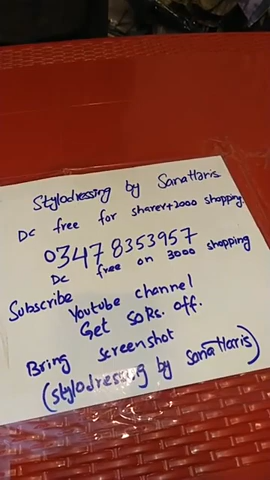 Stylodressing by SanaHaris
DC free for sharer+2000 shopping.
03478353957
DC free on 3000 shopping
Subscribe Youtube channel
Get 50Rs. off.
Bring screenshot
(stylodressing by SanaHaris)